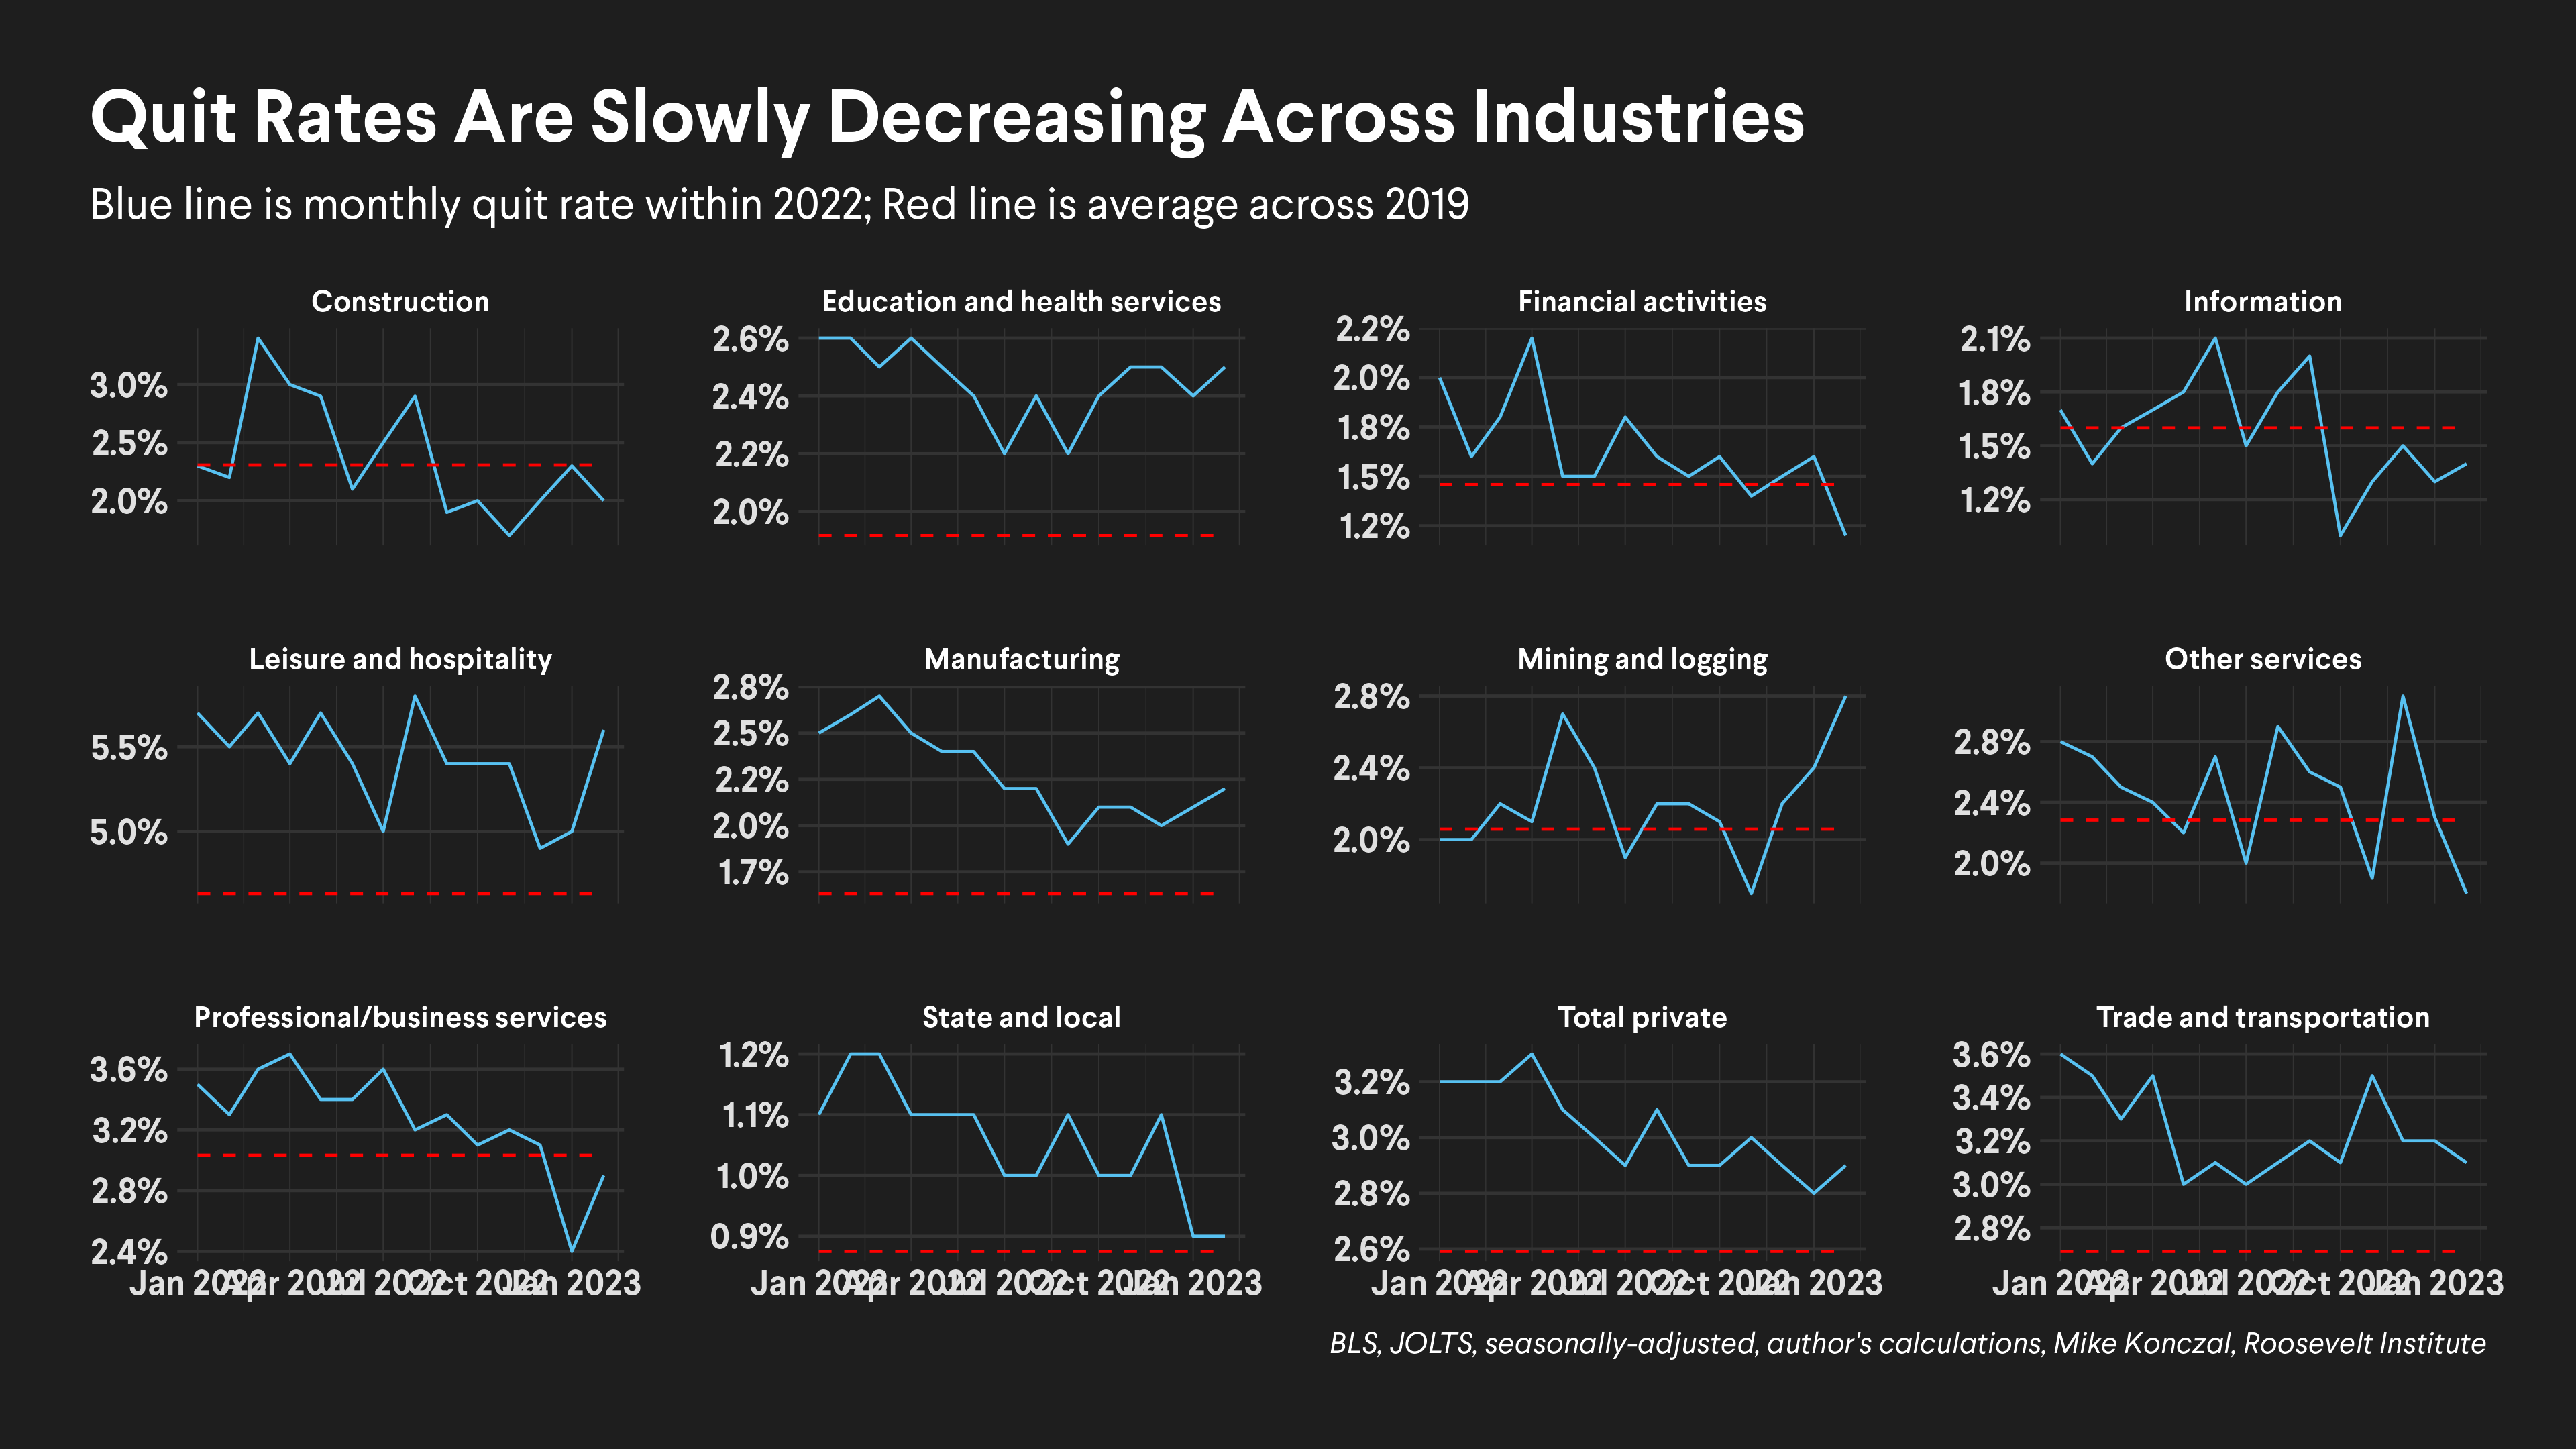 Quit Rates Are Slowly Decreasing Across Industries
Blue line is monthly quit rate within 2022; Red line is average across 2019
Construction
3.0%
2.5%
2.0%
Education and health services
2.6%
2.4%
2.2%
2.0%
Financial activities
2.2%
2.0%
1.8%
1.5%
1.2%
Information
2.1%
1.8%
1.5%
1.2%
Leisure and hospitality
5.5%
5.0%
Manufacturing
2.8%
2.5%
2.2%
2.0%
1.7%
Mining and logging
2.8%
2.4%
2.0%
Other services
2.8%
2.4%
2.0%
Professional/business services
3.6%
3.2%
2.8%
2.4%
Jan 2022 Apr 2022 Jul 2022 Oct 2022 Jan 2023
State and local
1.2%
1.1%
1.0%
0.9%
Jan 2022 Apr 2022 Jul 2022 Oct 2022 Jan 2023
Total private
3.2%
3.0%
2.8%
2.6%
Jan 2022 Apr 2022 Jul 2022 Oct 2022 Jan 2023
Trade and transportation
3.6%
3.4%
3.2%
3.0%
2.8%
Jan 2022 Apr 2022 Jul 2022 Oct 2022 Jan 2023
BLS, JOLTS, seasonally-adjusted, author's calculations, Mike Konczal, Roosevelt Institute